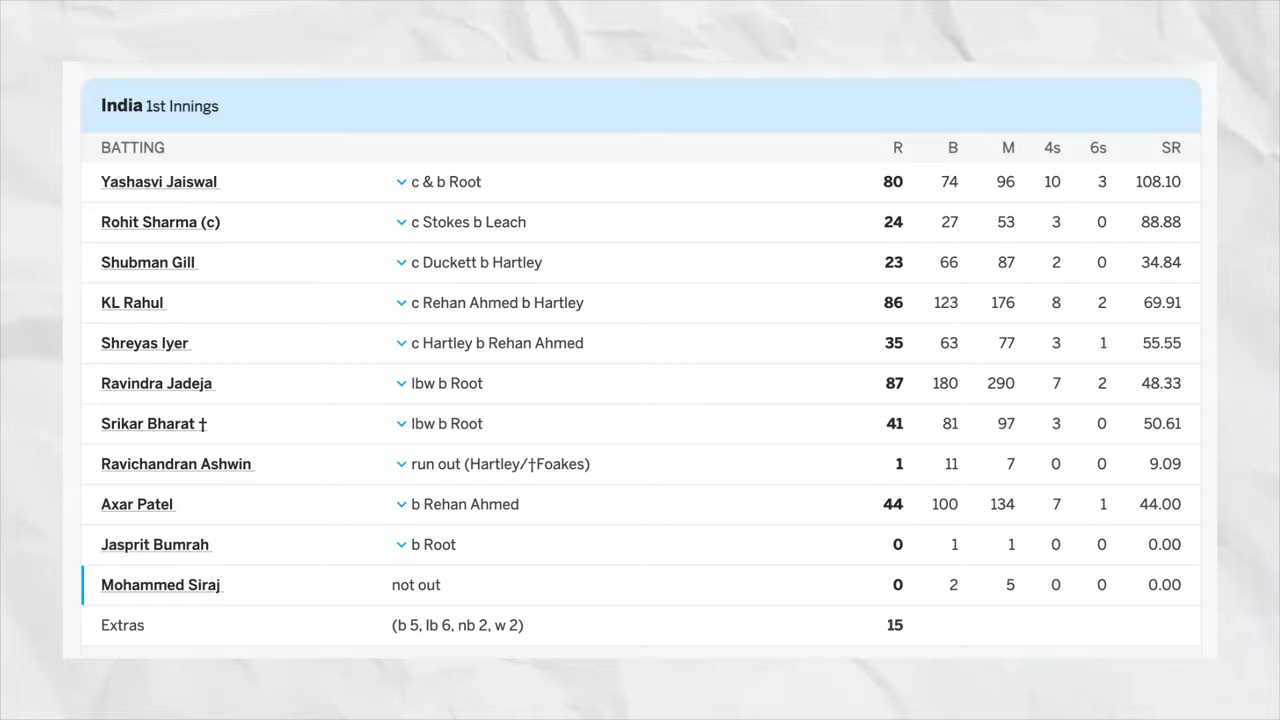 India 1st Innings
BATTING R B M 4s 6s SR
Yashasvi Jaiswal c & b Root 80 74 96 10 3 108.10
Rohit Sharma (c) c Stokes b Leach 24 27 53 3 0 88.88
Shubman Gill c Duckett b Hartley 23 66 87 2 0 34.84
KL Rahul c Rehan Ahmed b Hartley 86 123 176 8 2 69.91
Shreyas Iyer c Hartley b Rehan Ahmed 35 63 77 3 1 55.55
Ravindra Jadeja lbw b Root 87 180 290 7 2 48.33
Srikar Bharat † lbw b Root 41 81 97 3 0 50.61
Ravichandran Ashwin run out (Hartley/†Foakes) 1 11 7 0 0 9.09
Axar Patel b Rehan Ahmed 44 100 134 7 1 44.00
Jasprit Bumrah b Root 0 1 1 0 0 0.00
Mohammed Siraj not out 0 2 5 0 0 0.00
Extras (b 5, lb 6, nb 2, w 2) 15